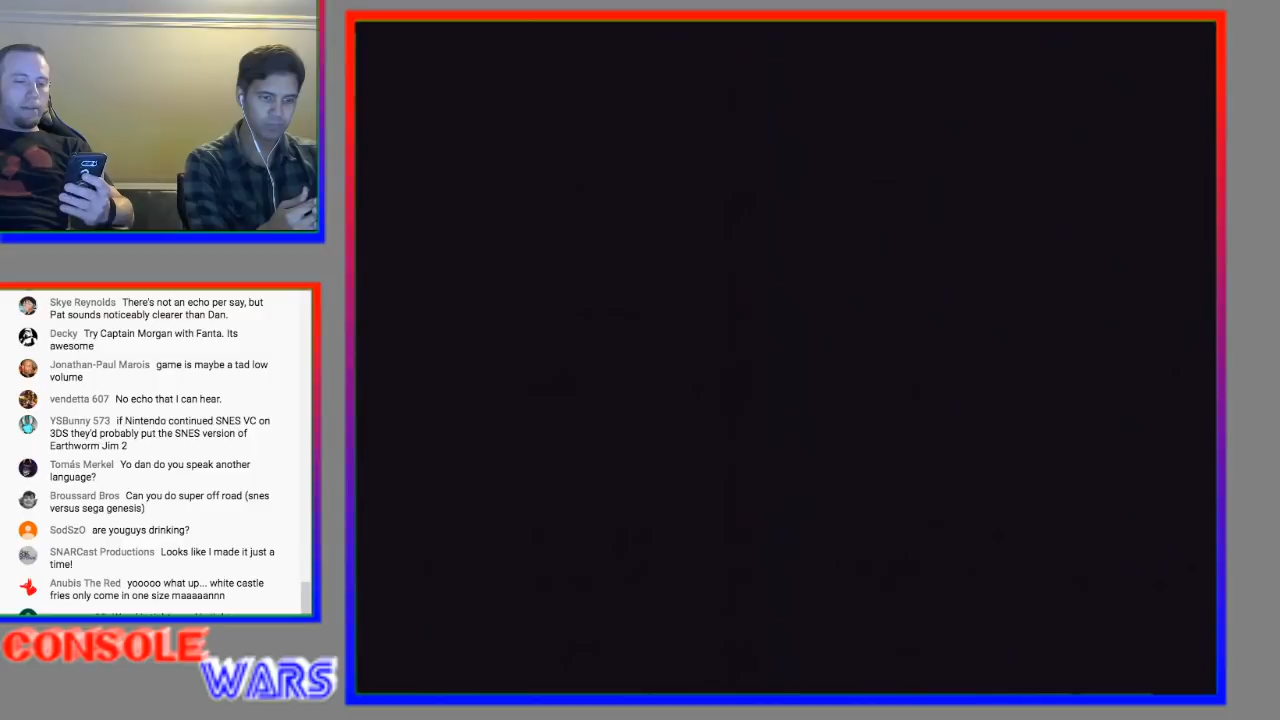 Skye Reynolds There's not an echo per say, but
Pat sounds noticeably clearer than Dan.
Decky Try Captain Morgan with Fanta. Its
awesome
Jonathan-Paul Marois game is maybe a tad low
volume
vendetta 607 No echo that I can hear.
YSBunny 573 if Nintendo continued SNES VC on
3DS they'd probably put the SNES version of
Earthworm Jim 2
Tomás Merkel Yo dan do you speak another
language?
Broussard Bros Can you do super off road (snes
versus sega genesis)
SodSzO are youguys drinking?
SNARCast Productions Looks like I made it just a
time!
Anubis The Red yooooo what up... white castle
fries only come in one size maaaaannn
CONSOLE
WARS